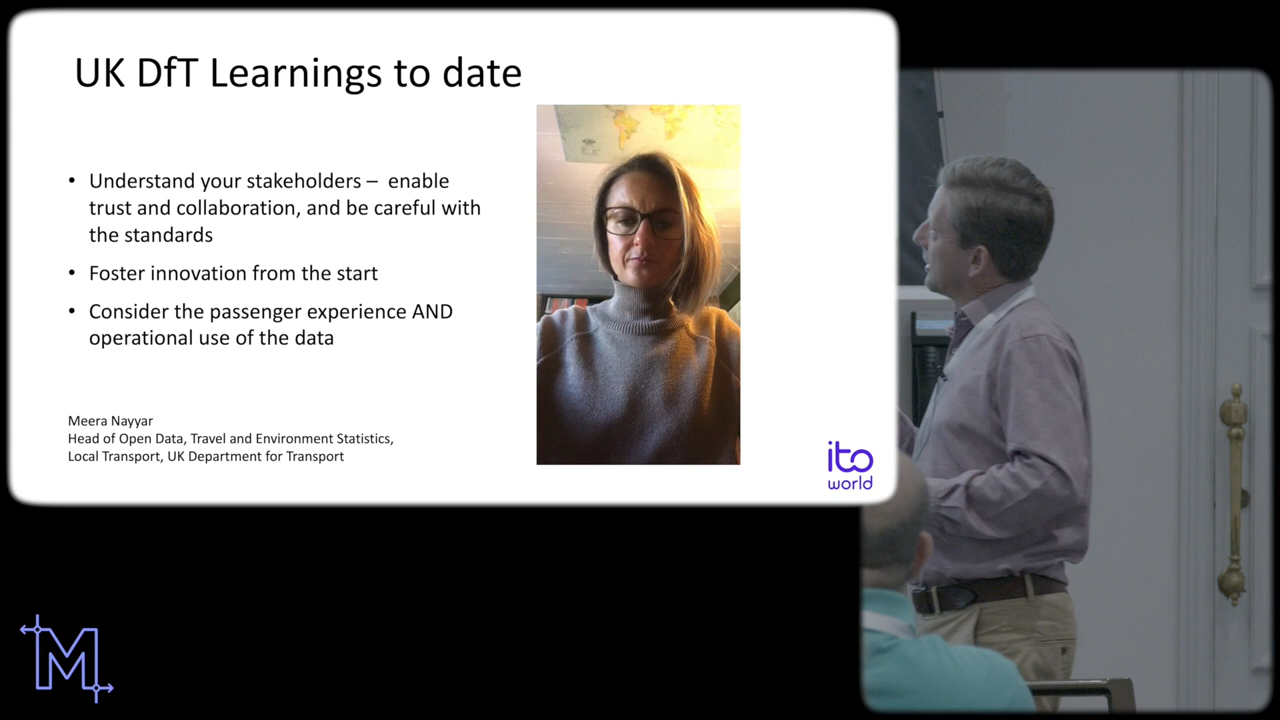 UK DfT Learnings to date
• Understand your stakeholders – enable
trust and collaboration, and be careful with
the standards
• Foster innovation from the start
• Consider the passenger experience AND
operational use of the data
Meera Nayyar
Head of Open Data, Travel and Environment Statistics,
Local Transport, UK Department for Transport
ito
world
M